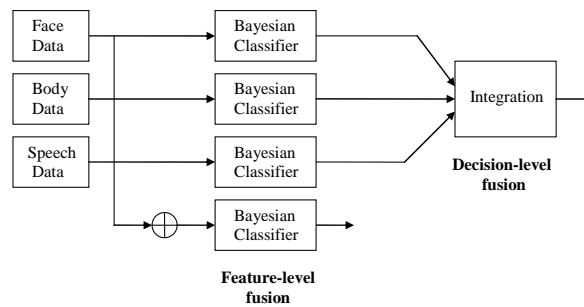 Face
Data
Bayesian
Classifier
Body
Data
Bayesian
Classifier
Integration
Speech
Data
Bayesian
Classifier
Decision-level
fusion
Bayesian
Classifier
Feature-level
fusion